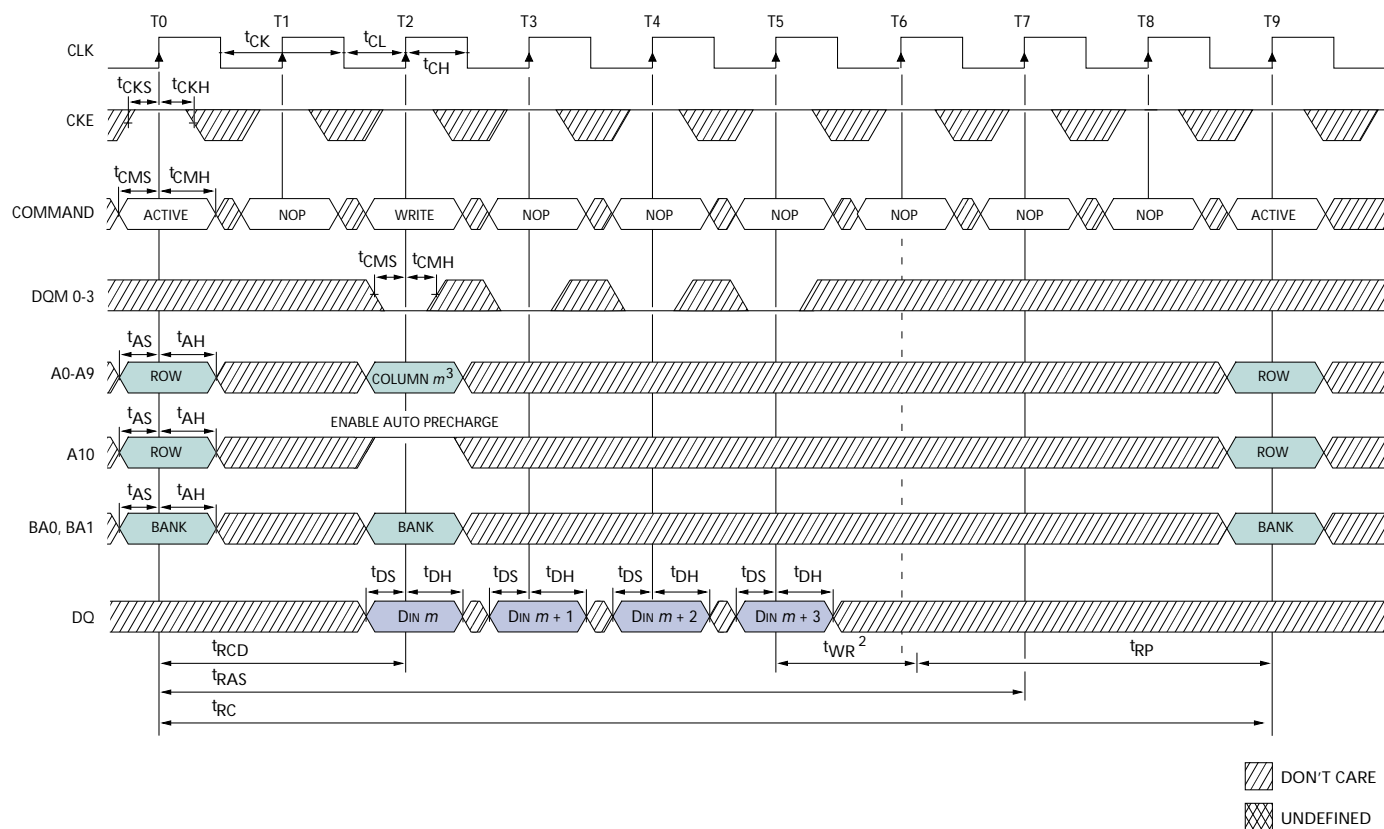 T0 T1 T2 T3 T4 T5 T6 T7 T8 T9
CLK
tCK tCL
tCH
tCKS tCKH
CKE
tCMS tCMH
COMMAND ACTIVE NOP WRITE NOP NOP NOP NOP NOP NOP ACTIVE
tCMS tCMH
DQM 0-3
tAS tAH
A0-A9 ROW COLUMN m³ ROW
tAS tAH
ENABLE AUTO PRECHARGE
A10 ROW ROW
tAS tAH
BA0, BA1 BANK BANK BANK
tDS tDH tDS tDH tDS tDH tDS tDH
DQ DIN m DIN m + 1 DIN m + 2 DIN m + 3
tRCD tWR ² tRP
tRAS
tRC
DON'T CARE
UNDEFINED